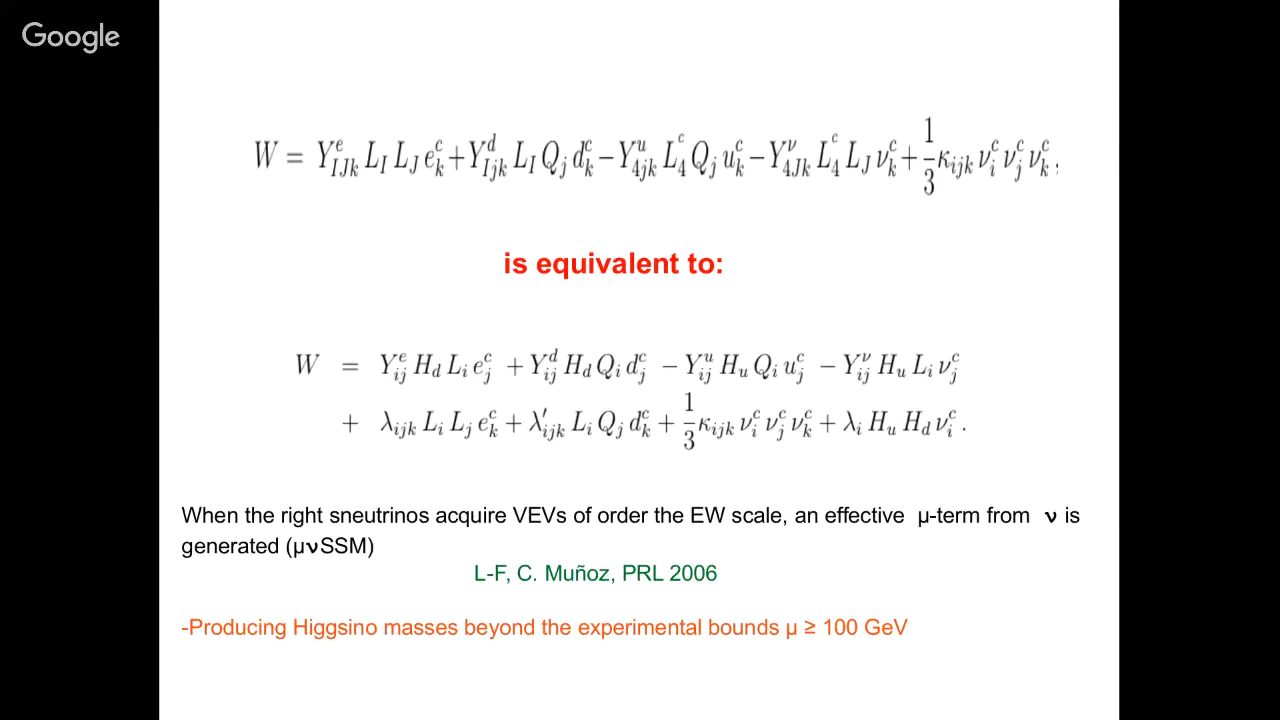 Google
W = Y^e_{IJk} L_I L_J e^c_k + Y^d_{Ijk} L_I Q_j d^c_k − Y^u_{4jk} L^c_4 Q_j u^c_k − Y^ν_{4Jk} L^c_4 L_J ν^c_k + \frac{1}{3} κ_{ijk} ν^c_i ν^c_j ν^c_k ,
is equivalent to:
W = Y^e_{ij} H_d L_i e^c_j + Y^d_{ij} H_d Q_i d^c_j − Y^u_{ij} H_u Q_i u^c_j − Y^ν_{ij} H_u L_i ν^c_j
+ λ_{ijk} L_i L_j e^c_k + λ'_{ijk} L_i Q_j d^c_k + \frac{1}{3} κ_{ijk} ν^c_i ν^c_j ν^c_k + λ_i H_u H_d ν^c_i .
When the right sneutrinos acquire VEVs of order the EW scale, an effective µ-term from ν is
generated (µνSSM)
L-F, C. Muñoz, PRL 2006
-Producing Higgsino masses beyond the experimental bounds µ ≥ 100 GeV